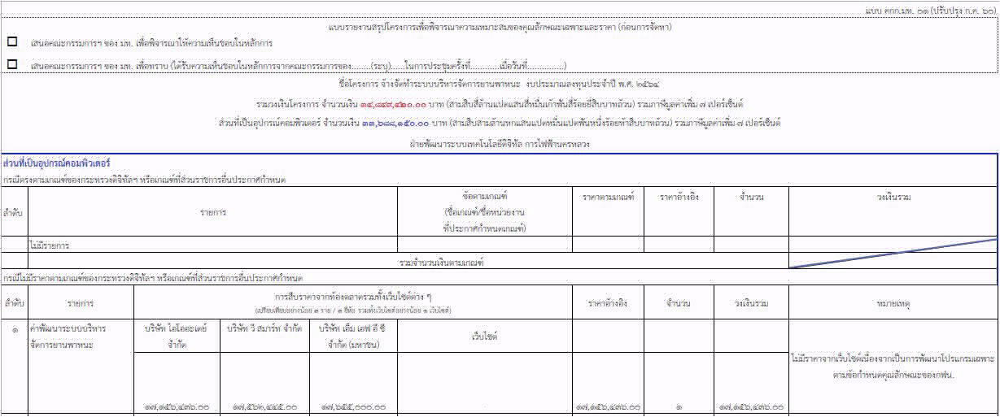 แบบ คกก.มท. ๐๑ (ปรับปรุง ก.ค. ๖๐)
แบบรายงานสรุปโครงการเพื่อพิจารณาความเหมาะสมของคุณลักษณะเฉพาะและราคา (ก่อนการจัดหา)
เสนอคณะกรรมการฯ ของ มท. เพื่อพิจารณาให้ความเห็นชอบในหลักการ
เสนอคณะกรรมการฯ ของ มท. เพื่อทราบ (ได้รับความเห็นชอบในหลักการจากคณะกรรมการของ........(ระบุ)......ในการประชุมครั้งที่............เมื่อวันที่...............)
ชื่อโครงการ จ้างจัดทำระบบบริหารจัดการยานพาหนะ งบประมาณลงทุนประจำปี พ.ศ. ๒๕๖๔
รวมวงเงินโครงการ จำนวนเงิน ๓๔,๘๔๙,๔๒๐.๐๐ บาท (สามสิบสี่ล้านแปดแสนสี่หมื่นเก้าพันสี่ร้อยยี่สิบบาทถ้วน) รวมภาษีมูลค่าเพิ่ม ๗ เปอร์เซ็นต์
ส่วนที่เป็นอุปกรณ์คอมพิวเตอร์ จำนวนเงิน ๓๓,๖๘๘,๑๕๐.๐๐ บาท (สามสิบสามล้านหกแสนแปดหมื่นแปดพันหนึ่งร้อยห้าสิบบาทถ้วน) รวมภาษีมูลค่าเพิ่ม ๗ เปอร์เซ็นต์
ฝ่ายพัฒนาระบบเทคโนโลยีดิจิทัล การไฟฟ้านครหลวง
ส่วนที่เป็นอุปกรณ์คอมพิวเตอร์
กรณีตรงตามเกณฑ์ของกระทรวงดิจิทัลฯ หรือเกณฑ์ที่ส่วนราชการอื่นประกาศกำหนด
ลำดับ รายการ ข้อตามเกณฑ์ ราคาตามเกณฑ์ ราคาอ้างอิง จำนวน วงเงินรวม
(ชื่อเกณฑ์/ชื่อหน่วยงาน
ที่ประกาศกำหนดเกณฑ์)
ไม่มีรายการ
รวมจำนวนเงินตามเกณฑ์
กรณีไม่มีราคาตามเกณฑ์ของกระทรวงดิจิทัลฯ หรือเกณฑ์ที่ส่วนราชการอื่นประกาศกำหนด
ลำดับ รายการ การสืบราคาจากท้องตลาดรวมทั้งเว็บไซต์ต่าง ๆ ราคาอ้างอิง จำนวน วงเงินรวม หมายเหตุ
(เปรียบเทียบอย่างน้อย ๓ ราย / ๓ ยี่ห้อ รวมทั้งเว็บไซต์อย่างน้อย ๑ เว็บไซต์)
๑ ค่าพัฒนาระบบบริหาร บริษัท ไอโออะเดย์ บริษัท วี สมาร์ท จำกัด บริษัท เอ็ม เอฟ อี ซี เว็บไซต์
จัดการยานพาหนะ จำกัด จำกัด (มหาชน)
ไม่มีราคาจากเว็บไซต์เนื่องจากเป็นการพัฒนาโปรแกรมเฉพาะ
ตามข้อกำหนดคุณลักษณะของกฟน.
๑๗,๑๕๖,๔๓๖.๐๐ ๑๗,๕๖๑,๔๔๕.๐๐ ๑๗,๖๕๕,๐๐๐.๐๐ ๑๗,๑๕๖,๔๓๖.๐๐ ๑ ๑๗,๑๕๖,๔๓๖.๐๐